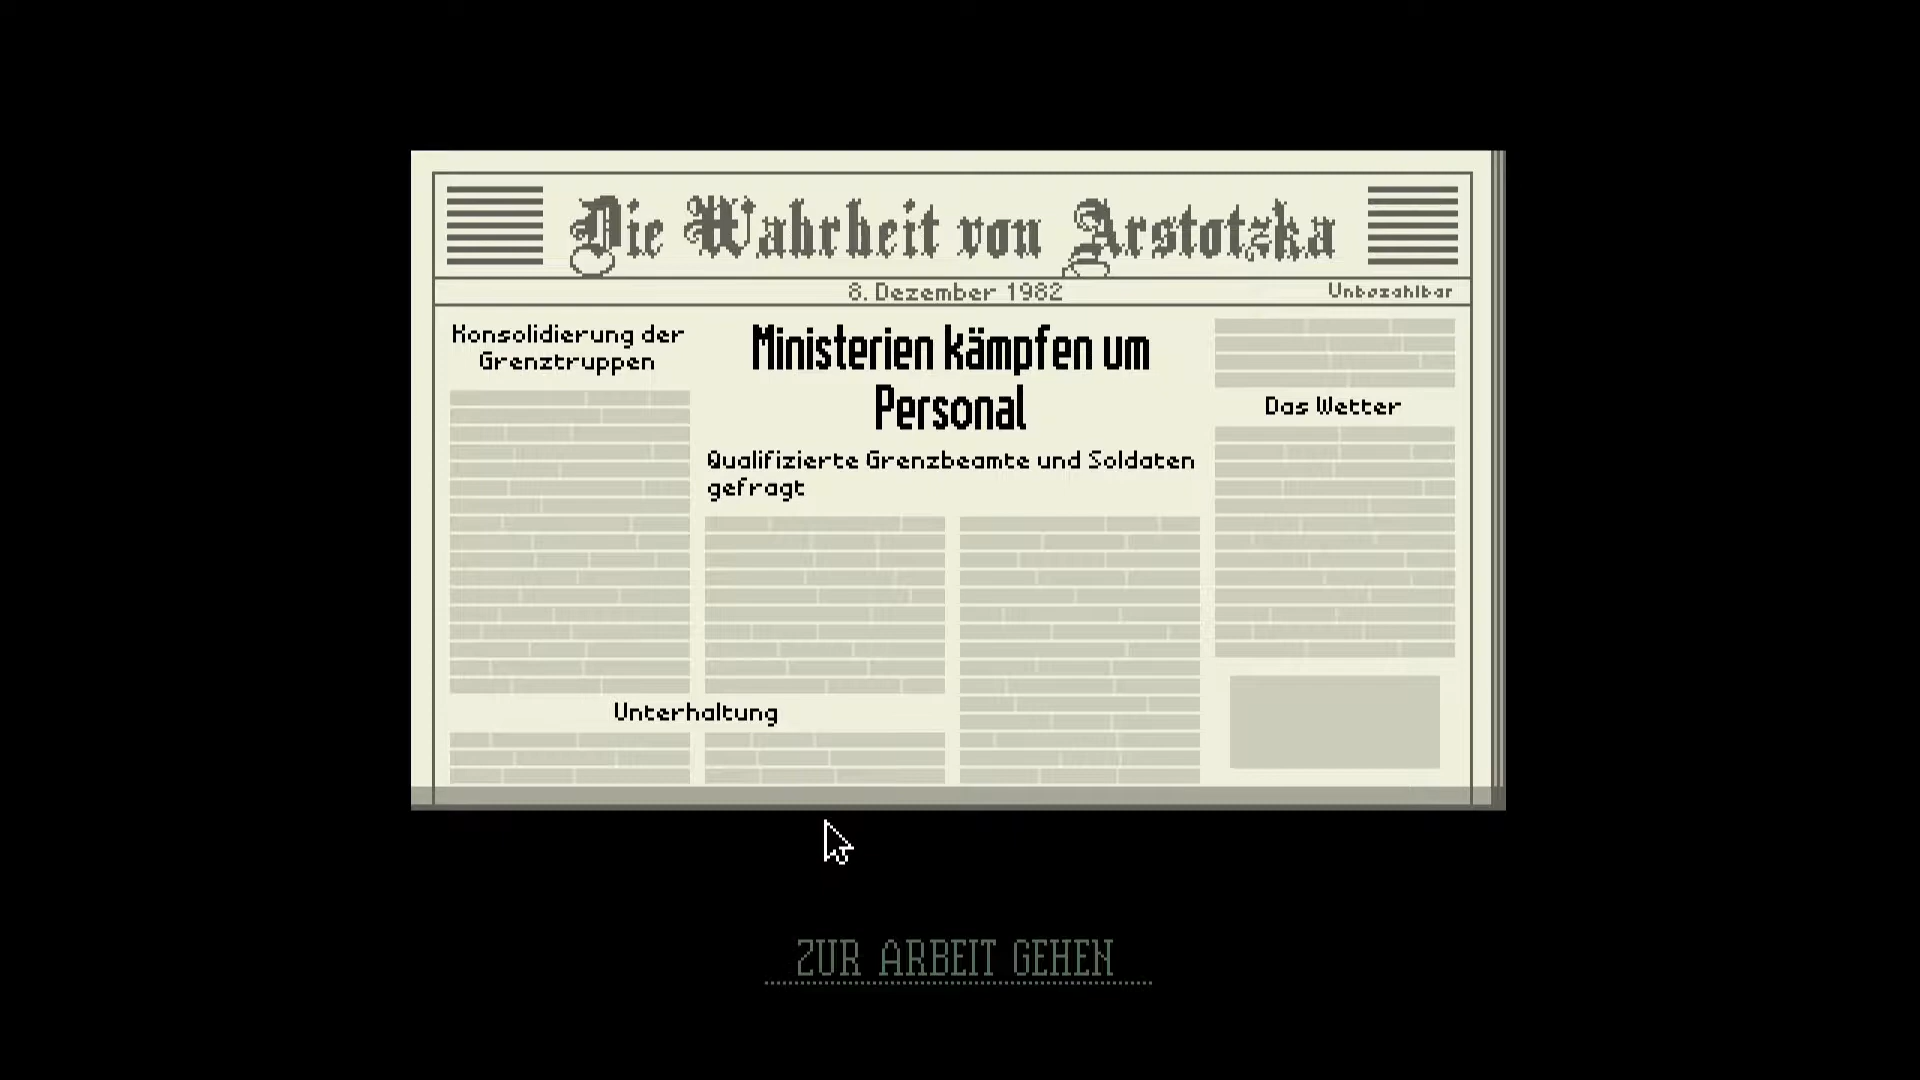 Die Wahrheit von Arstotzka
8. Dezember 1982
Unbezahlbar
Konsolidierung der
Grenztruppen
Ministerien kämpfen um
Personal
Qualifizierte Grenzbeamte und Soldaten
gefragt
Das Wetter
Unterhaltung
ZUR ARBEIT GEHEN